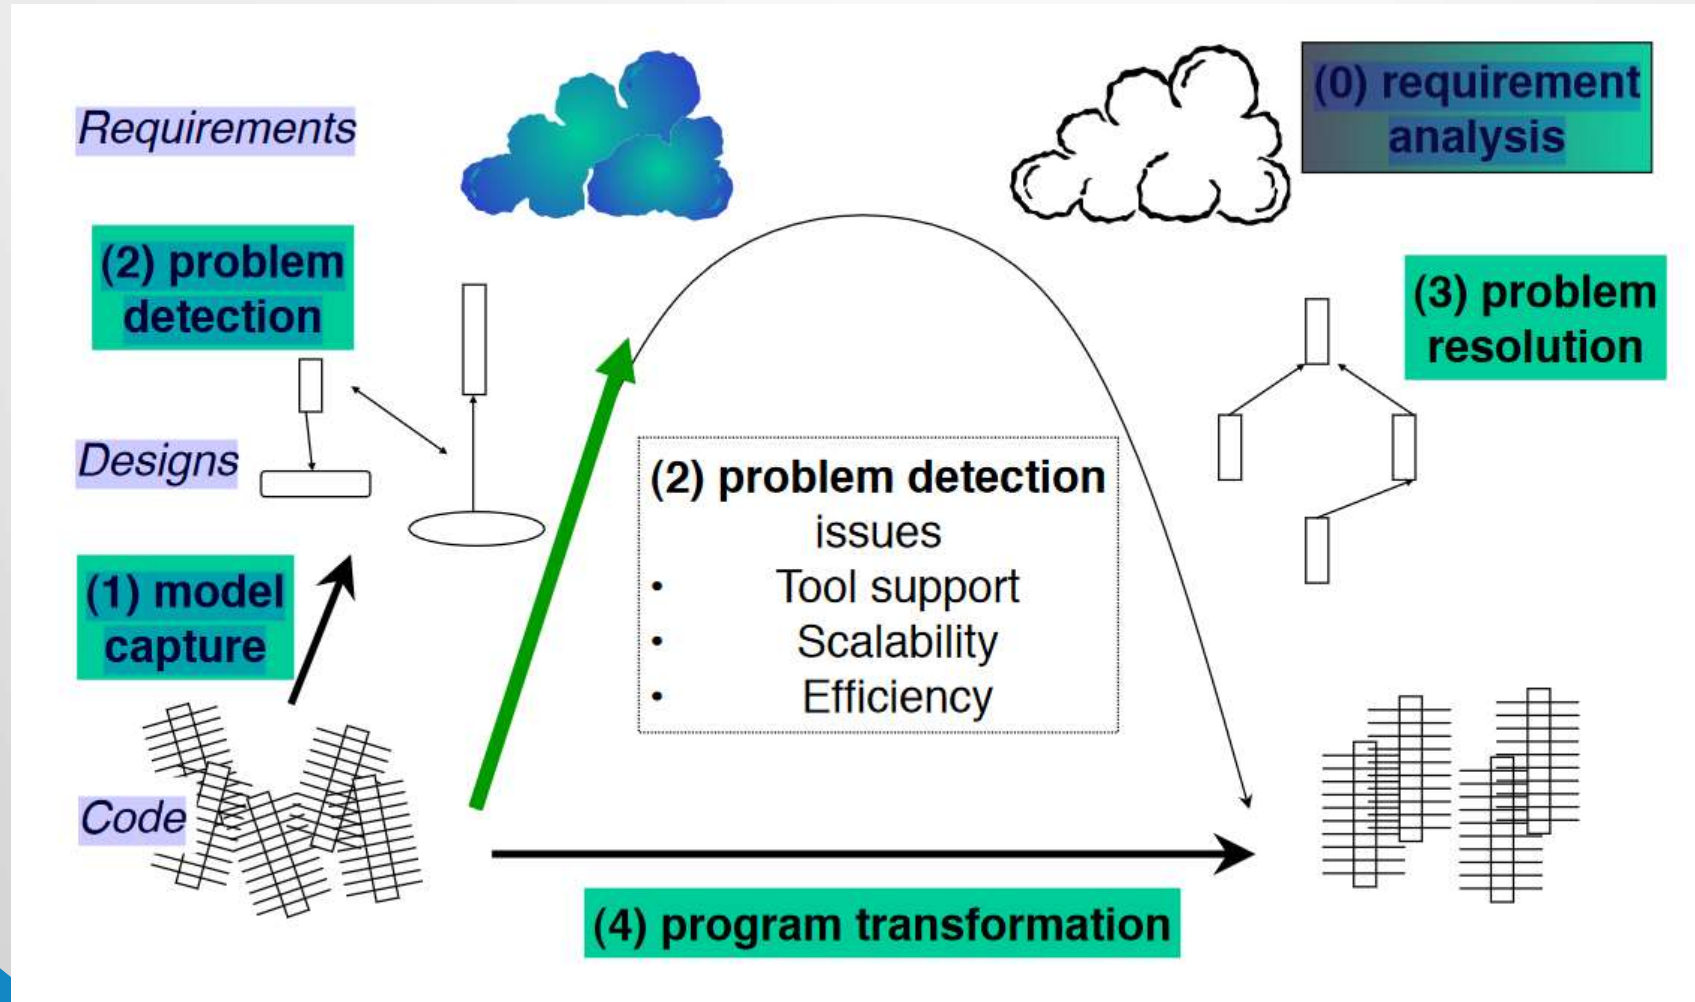 Requirements
(0) requirement
analysis
(2) problem
detection
(3) problem
resolution
Designs
(2) problem detection
issues
• Tool support
• Scalability
• Efficiency
(1) model
capture
Code
(4) program transformation